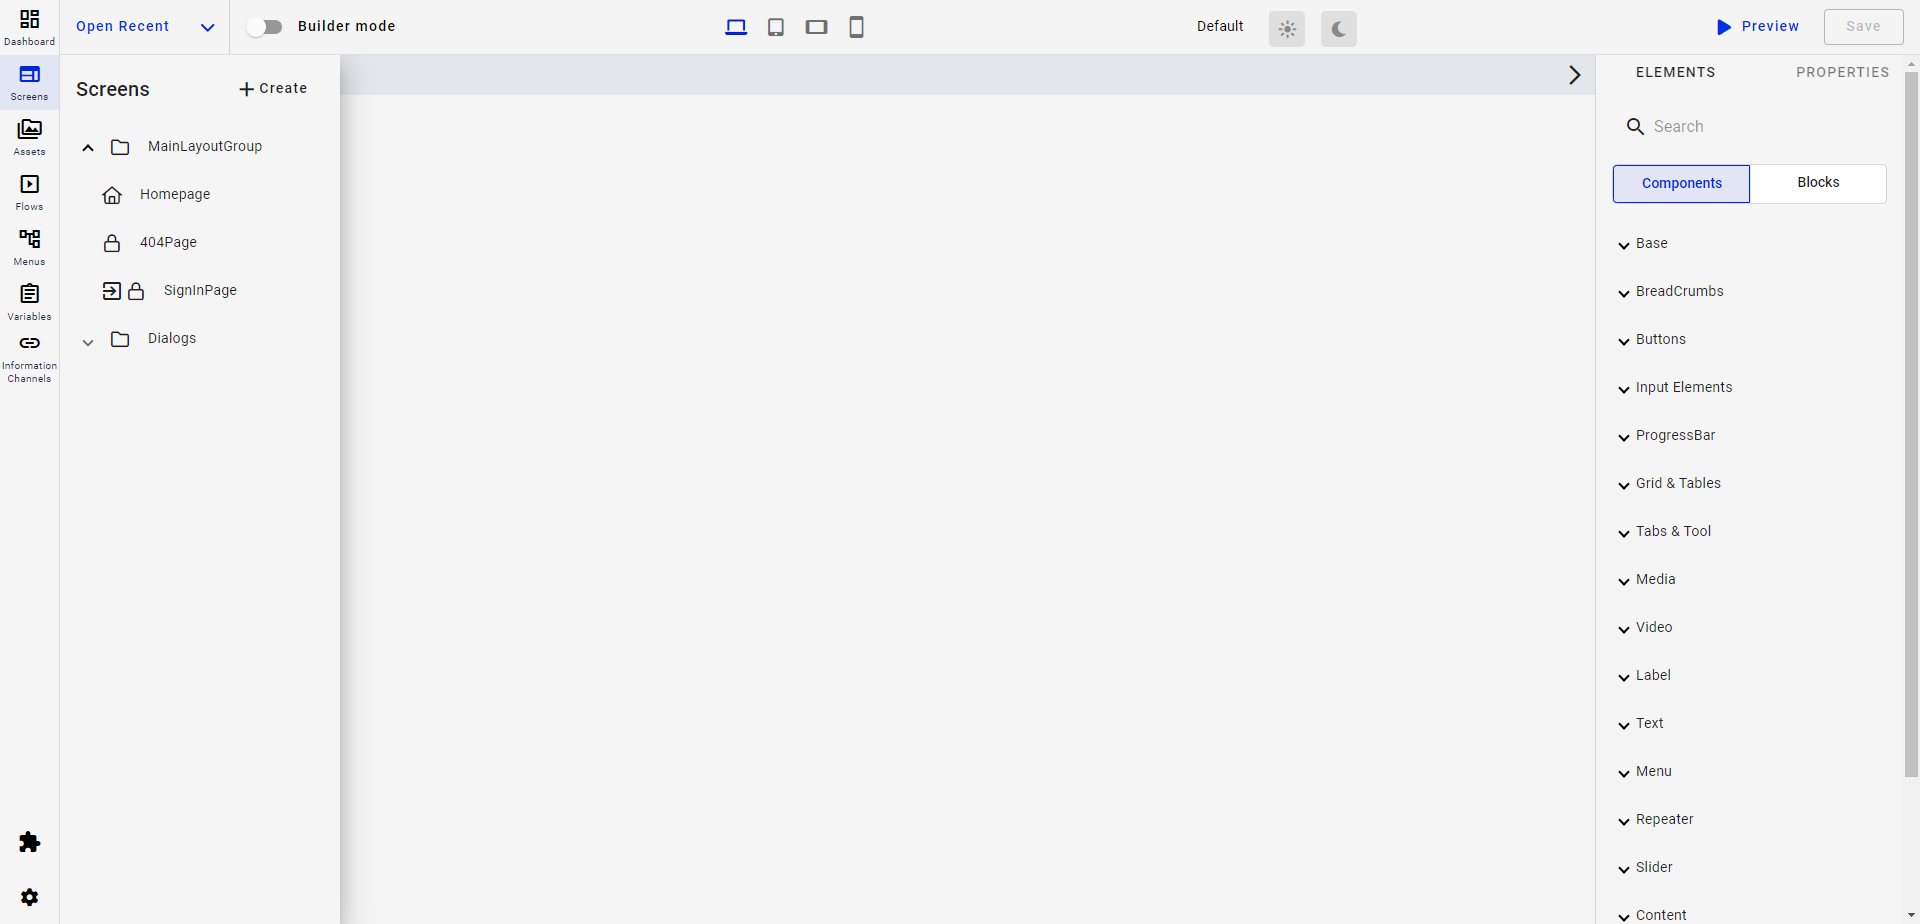 Dashboard
Open Recent
Builder mode
Default
Preview
Save
Screens
Assets
Flows
Menus
Variables
Information
Channels
Screens
Create
MainLayoutGroup
Homepage
404Page
SignInPage
Dialogs
ELEMENTS
PROPERTIES
Search
Components
Blocks
Base
BreadCrumbs
Buttons
Input Elements
ProgressBar
Grid & Tables
Tabs & Tool
Media
Video
Label
Text
Menu
Repeater
Slider
Content